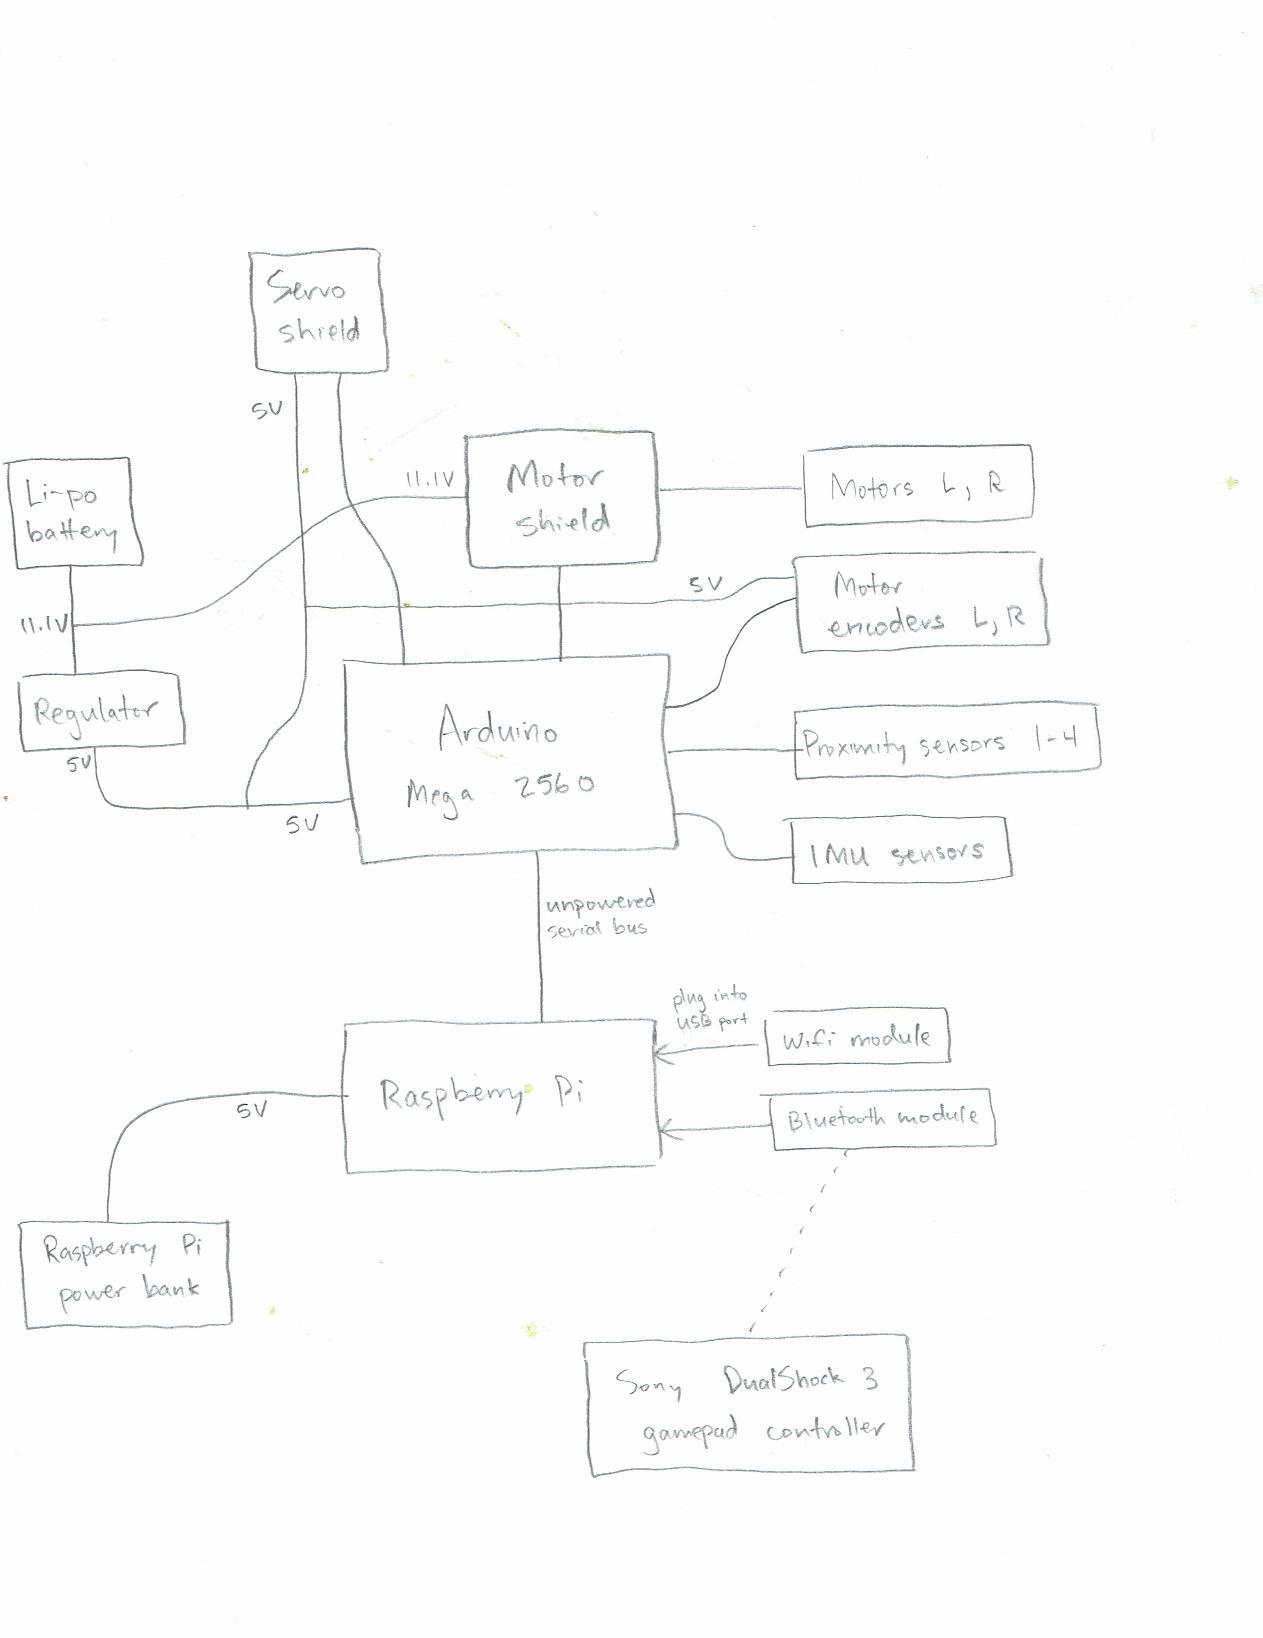 Servo
shield
5V
11.1V
Motor
shield
Motors L, R
Li-po
battery
5V
Motor
encoders L, R
11.1V
Regulator
5V
Arduino
Mega 2560
5V
Proximity sensors 1-4
IMU sensors
unpowered
serial bus
plug into
USB port
Wifi module
Raspberry Pi
5V
Bluetooth module
Raspberry Pi
power bank
Sony DualShock 3
gamepad controller